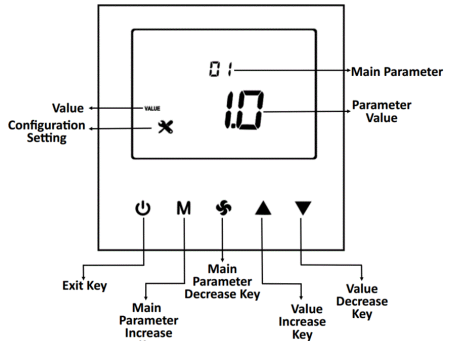 01
Main Parameter
Value
VALUE
1.0
Parameter
Value
Configuration
Setting
M
Exit Key
Main
Parameter
Increase
Main
Parameter
Decrease Key
Value
Increase
Key
Value
Decrease
Key